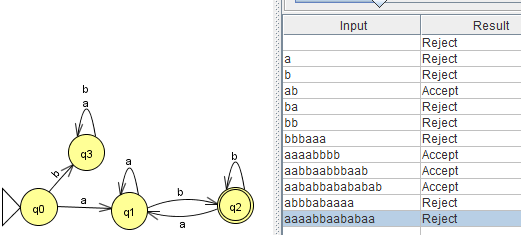 Input Result
Reject
a Reject
b Reject
ab Accept
ba Reject
bb Reject
bbbaaa Reject
aaaabbbb Accept
aabbaabbbaab Accept
aababbabababab Accept
abbbabaaaa Reject
aaaabbaababaa Reject
b
a
q3
b
a
b
b
q0
a
q1
q2
a